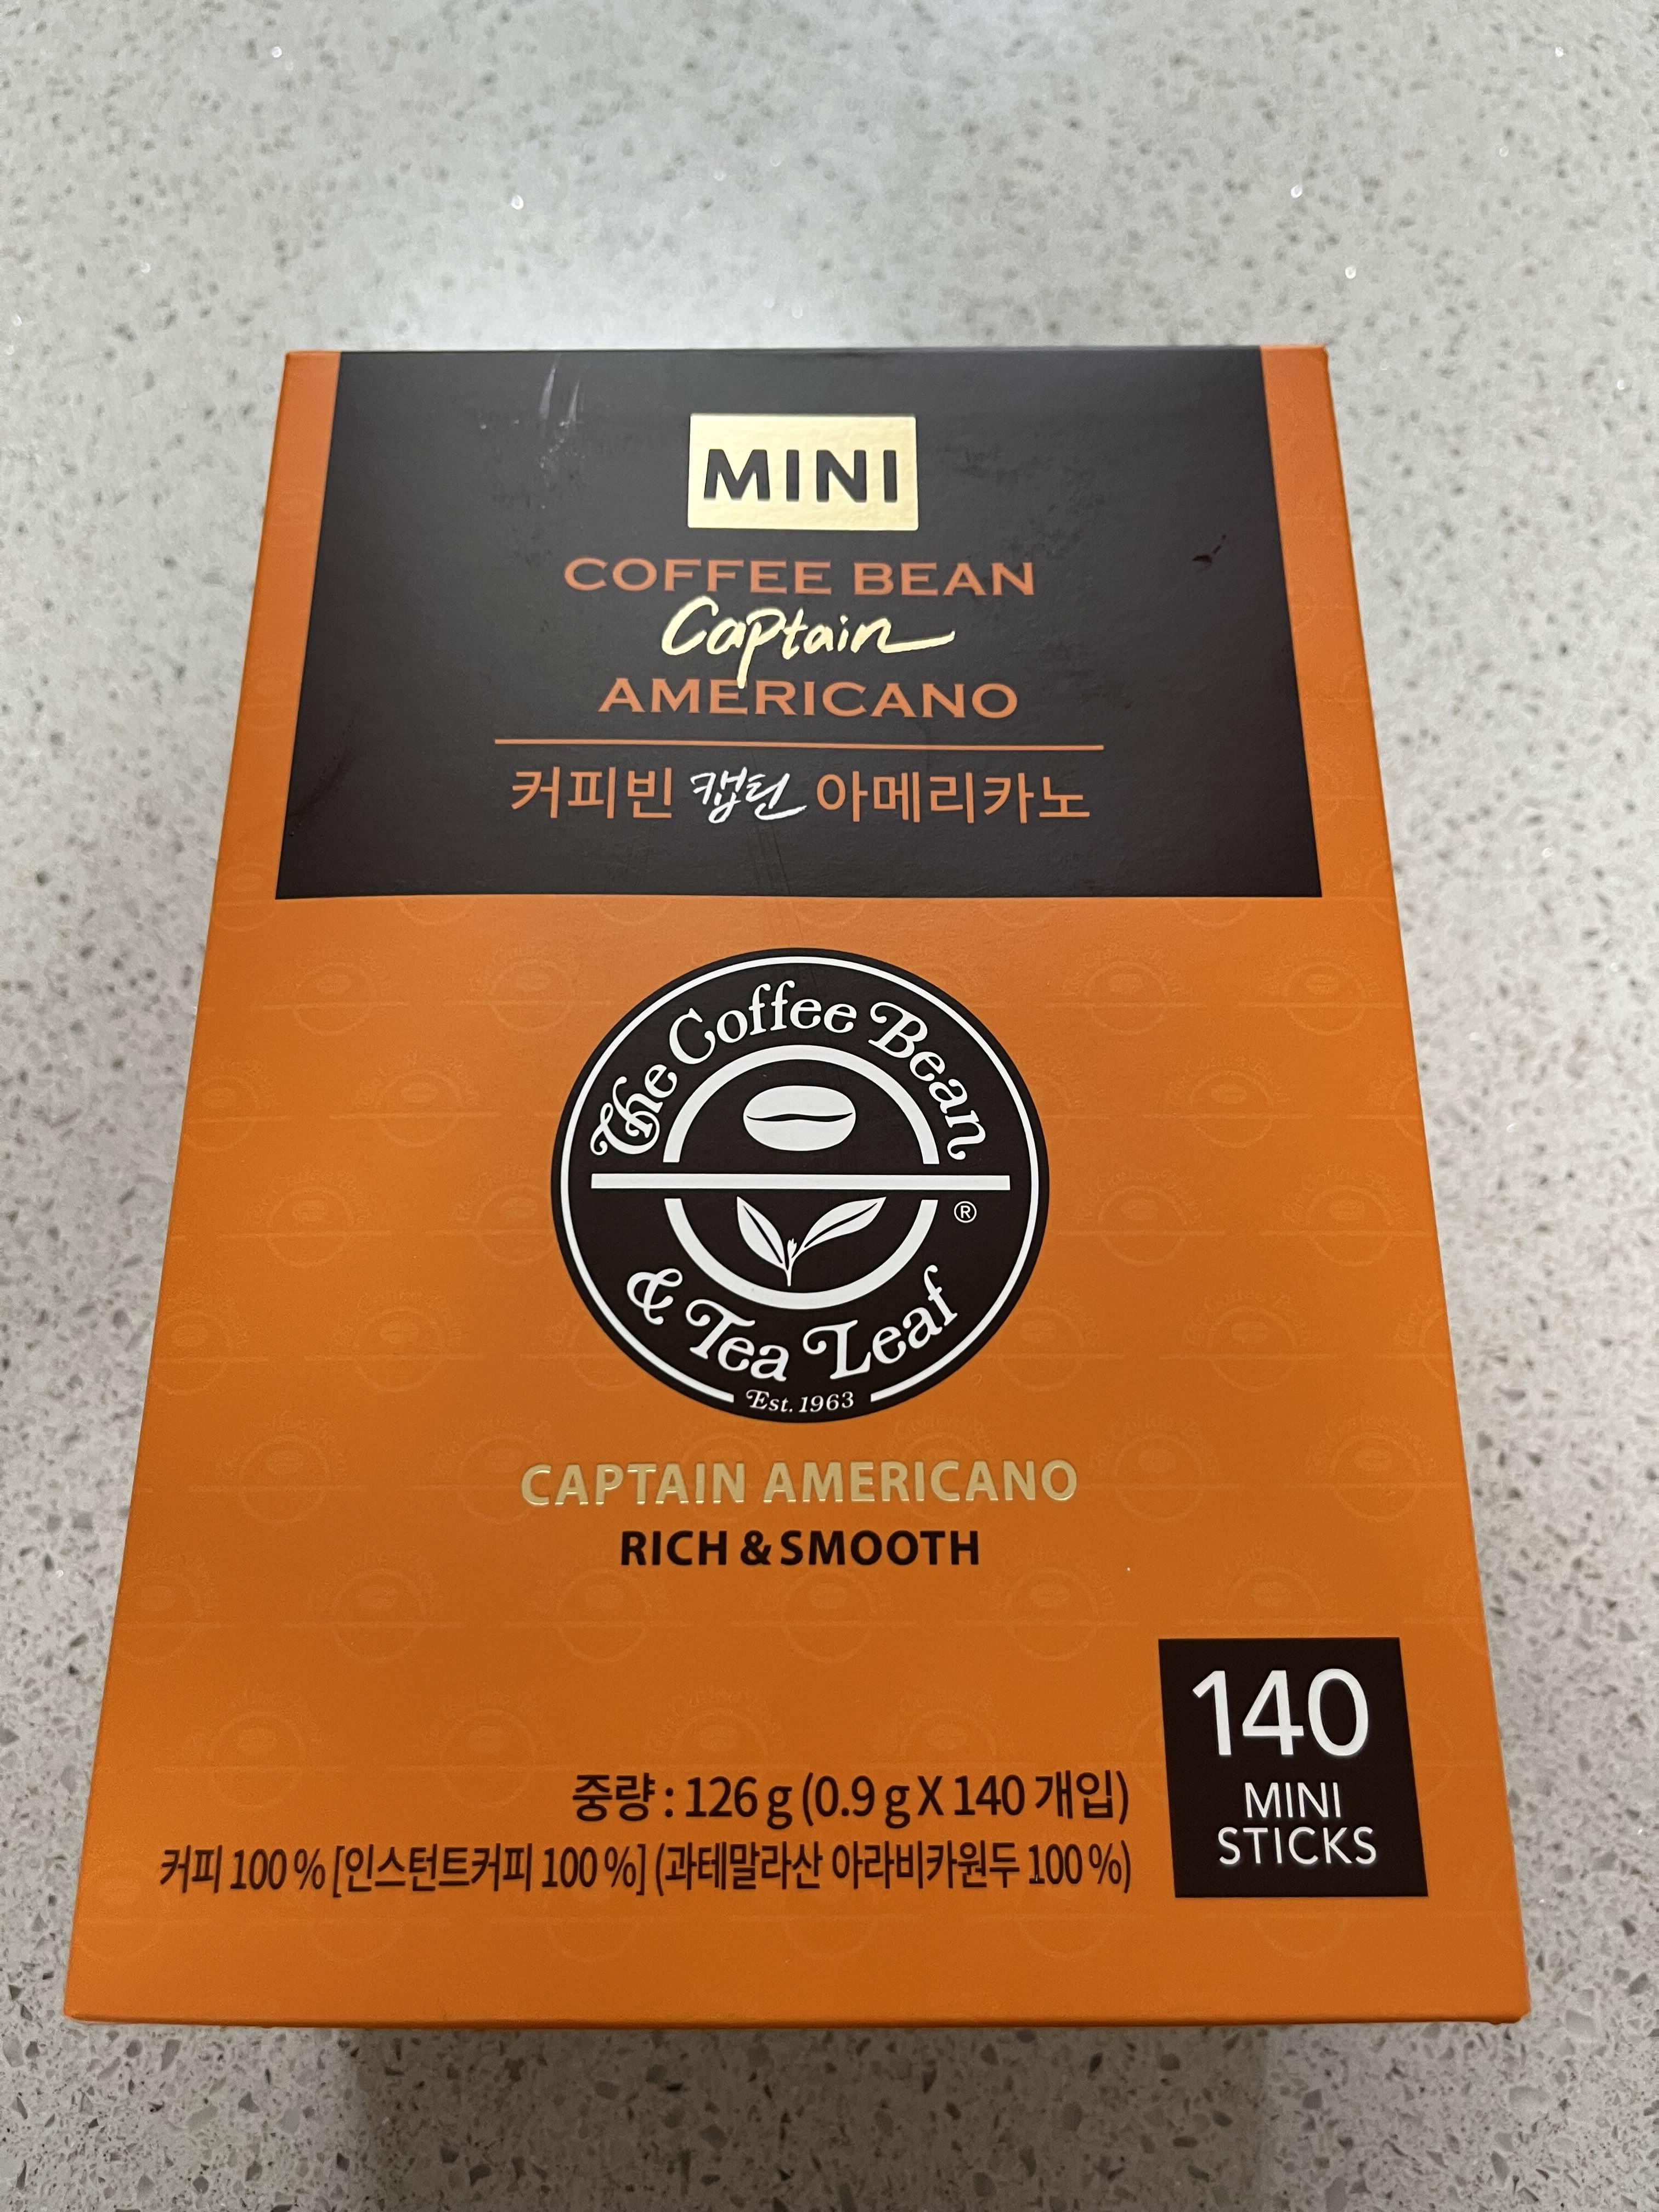 MINI
COFFEE BEAN
Captain
AMERICANO
커피빈 캡틴 아메리카노
The Coffee Bean
®
& Tea Leaf
Est. 1963
CAPTAIN AMERICANO
RICH & SMOOTH
140
MINI
STICKS
중량 : 126 g (0.9 g X 140 개입)
커피 100 % [인스턴트커피 100 %] (과테말라산 아라비카원두 100 %)